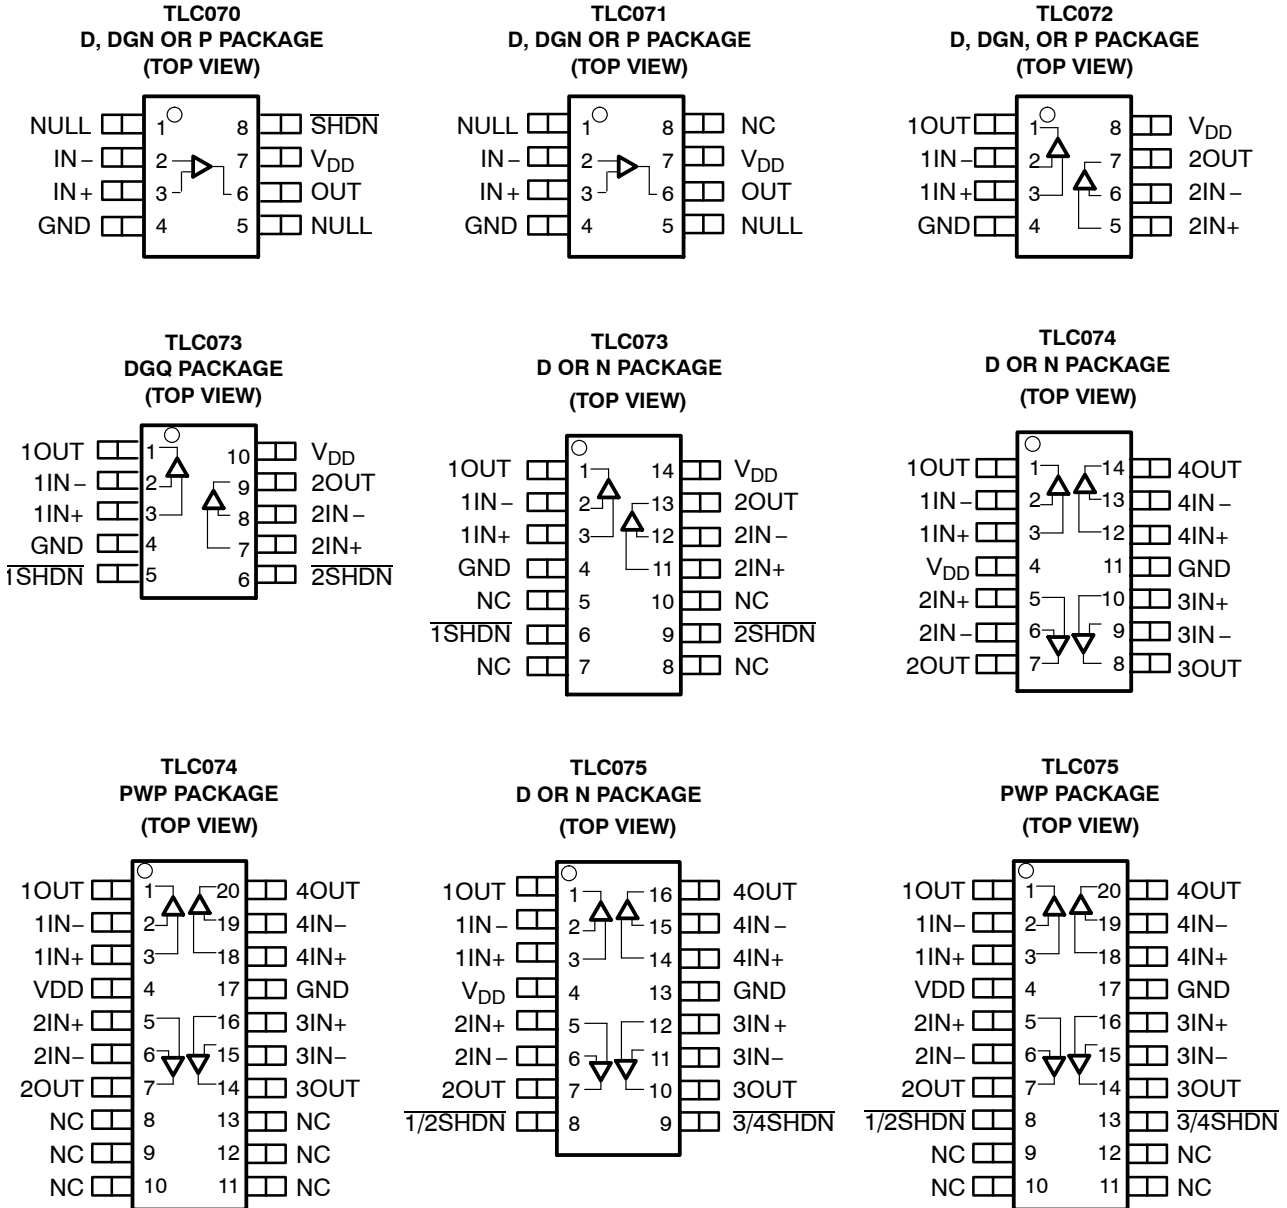 TLC070
D, DGN OR P PACKAGE
(TOP VIEW)
NULL 1 8 SHDN
IN− 2 7 VDD
IN+ 3 6 OUT
GND 4 5 NULL
TLC071
D, DGN OR P PACKAGE
(TOP VIEW)
NULL 1 8 NC
IN− 2 7 VDD
IN+ 3 6 OUT
GND 4 5 NULL
TLC072
D, DGN, OR P PACKAGE
(TOP VIEW)
1OUT 1 8 VDD
1IN− 2 7 2OUT
1IN+ 3 6 2IN−
GND 4 5 2IN+
TLC073
DGQ PACKAGE
(TOP VIEW)
1OUT 1 10 VDD
1IN− 2 9 2OUT
1IN+ 3 8 2IN−
GND 4 7 2IN+
1SHDN 5 6 2SHDN
TLC073
D OR N PACKAGE
(TOP VIEW)
1OUT 1 14 VDD
1IN− 2 13 2OUT
1IN+ 3 12 2IN−
GND 4 11 2IN+
NC 5 10 NC
1SHDN 6 9 2SHDN
NC 7 8 NC
TLC074
D OR N PACKAGE
(TOP VIEW)
1OUT 1 14 4OUT
1IN− 2 13 4IN−
1IN+ 3 12 4IN+
VDD 4 11 GND
2IN+ 5 10 3IN+
2IN− 6 9 3IN−
2OUT 7 8 3OUT
TLC074
PWP PACKAGE
(TOP VIEW)
1OUT 1 20 4OUT
1IN− 2 19 4IN−
1IN+ 3 18 4IN+
VDD 4 17 GND
2IN+ 5 16 3IN+
2IN− 6 15 3IN−
2OUT 7 14 3OUT
NC 8 13 NC
NC 9 12 NC
NC 10 11 NC
TLC075
D OR N PACKAGE
(TOP VIEW)
1OUT 1 16 4OUT
1IN− 2 15 4IN−
1IN+ 3 14 4IN+
VDD 4 13 GND
2IN+ 5 12 3IN+
2IN− 6 11 3IN−
2OUT 7 10 3OUT
1/2SHDN 8 9 3/4SHDN
TLC075
PWP PACKAGE
(TOP VIEW)
1OUT 1 20 4OUT
1IN− 2 19 4IN−
1IN+ 3 18 4IN+
VDD 4 17 GND
2IN+ 5 16 3IN+
2IN− 6 15 3IN−
2OUT 7 14 3OUT
1/2SHDN 8 13 3/4SHDN
NC 9 12 NC
NC 10 11 NC